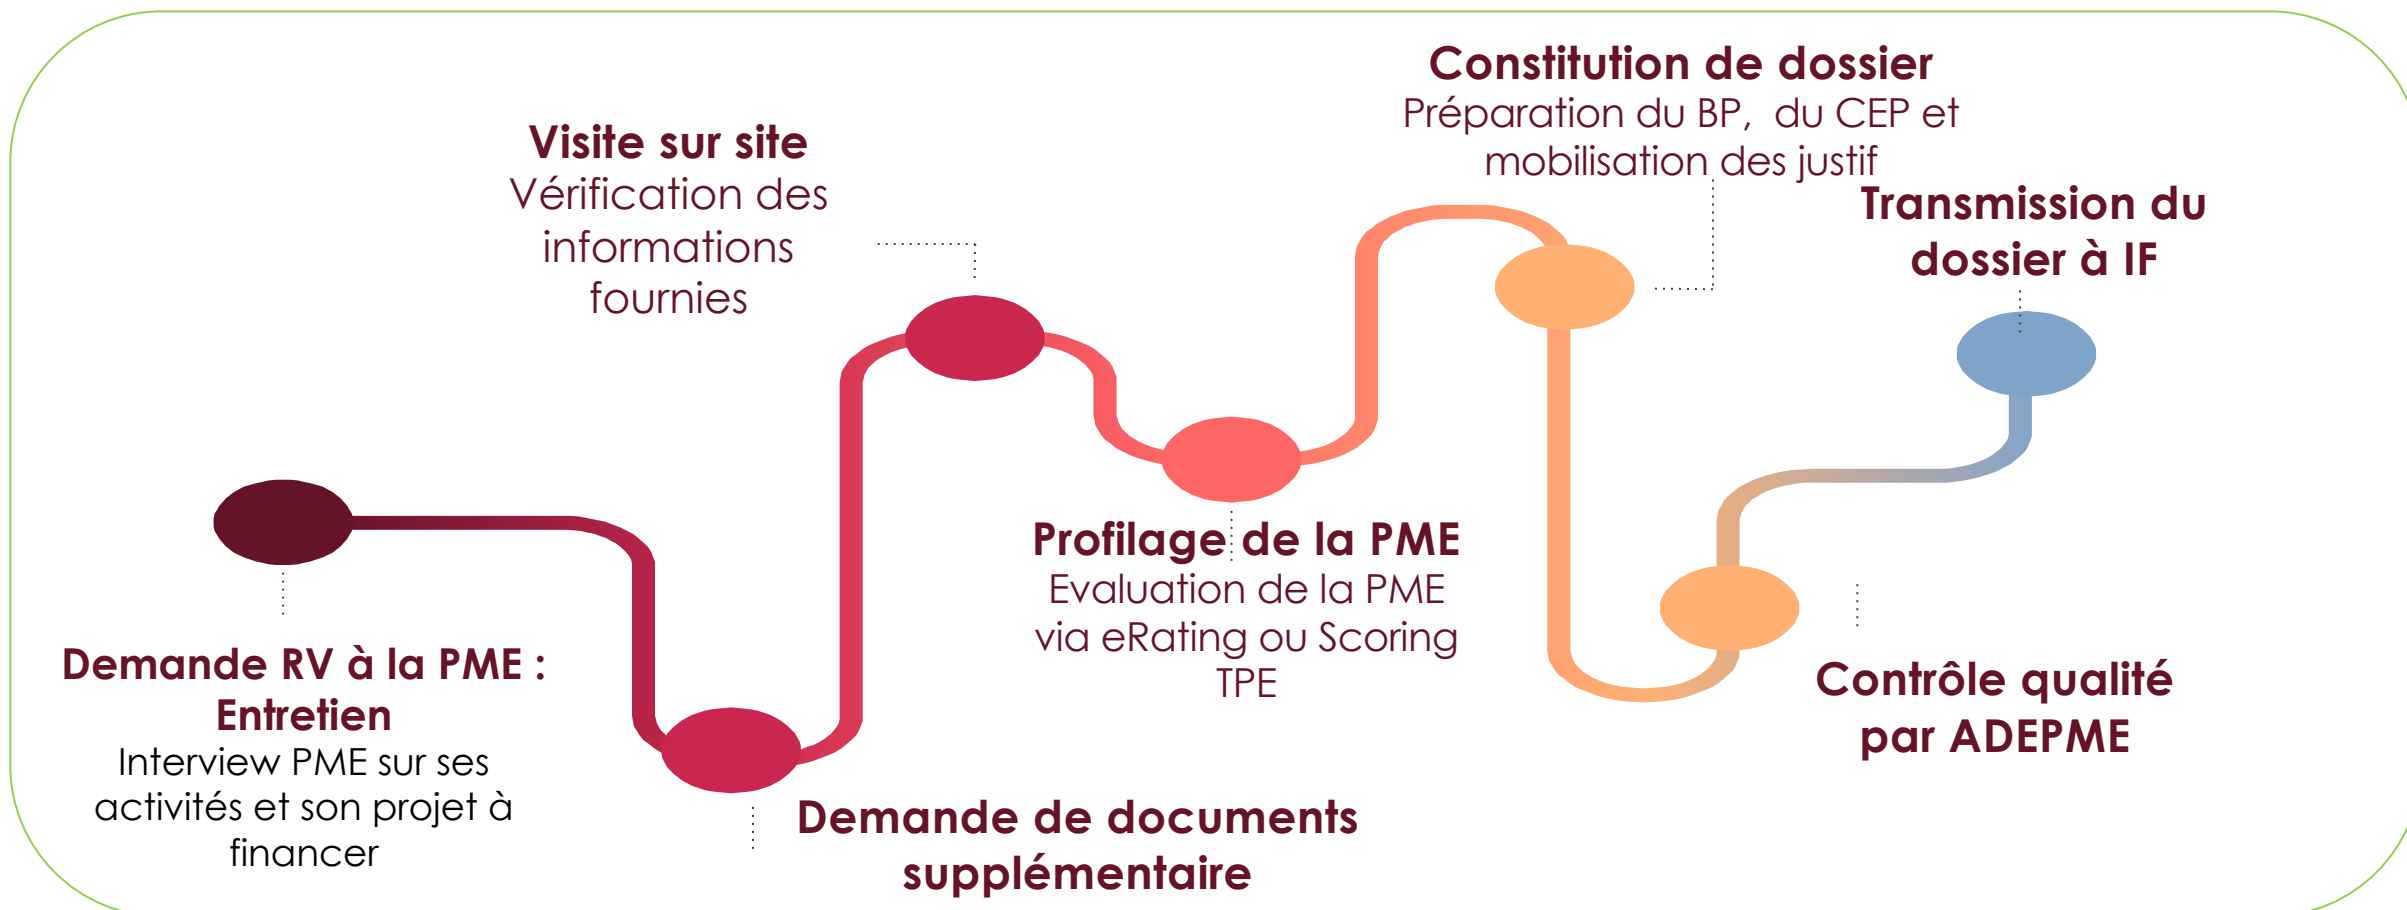 Demande RV à la PME :
Entretien
Interview PME sur ses
activités et son projet à
financer
Demande de documents
supplémentaire
Visite sur site
Vérification des
informations
fournies
Profilage de la PME
Evaluation de la PME
via eRating ou Scoring
TPE
Constitution de dossier
Préparation du BP, du CEP et
mobilisation des justif
Contrôle qualité
par ADEPME
Transmission du
dossier à IF